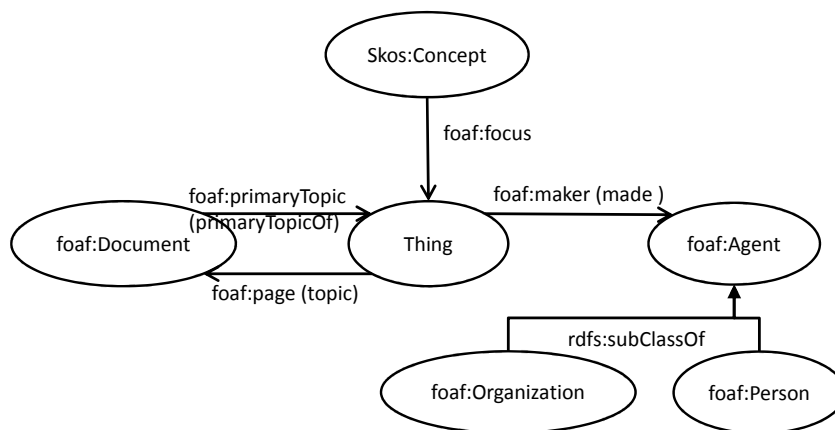 Skos:Concept
foaf:focus
foaf:primaryTopic
(primaryTopicOf)
foaf:maker (made )
foaf:Document
Thing
foaf:Agent
foaf:page (topic)
rdfs:subClassOf
foaf:Organization
foaf:Person